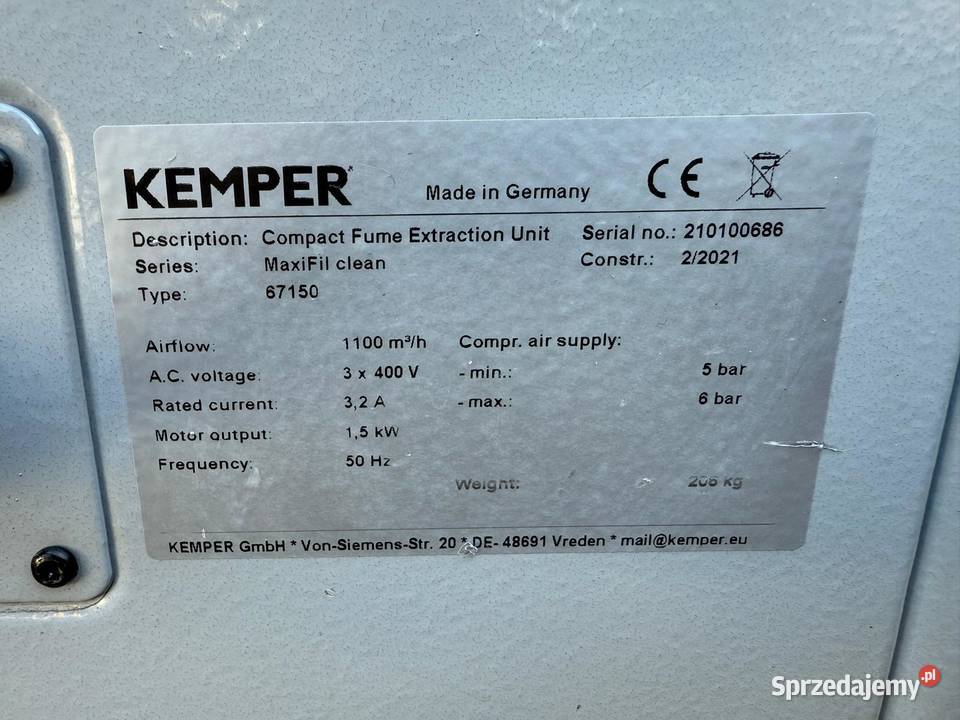 KEMPER
Made in Germany
CE
Description: Compact Fume Extraction Unit Serial no.: 210100686
Series: MaxiFil clean Constr.: 2/2021
Type: 67150
Airflow: 1100 m³/h Compr. air supply:
A.C. voltage: 3 x 400 V - min.: 5 bar
Rated current: 3,2 A - max.: 6 bar
Motor output: 1,5 kW
Frequency: 50 Hz
Weight: kg
KEMPER GmbH * Von-Siemens-Str. 20 * DE- 48691 Vreden * mail@kemper.eu
Sprzedajemy.pl